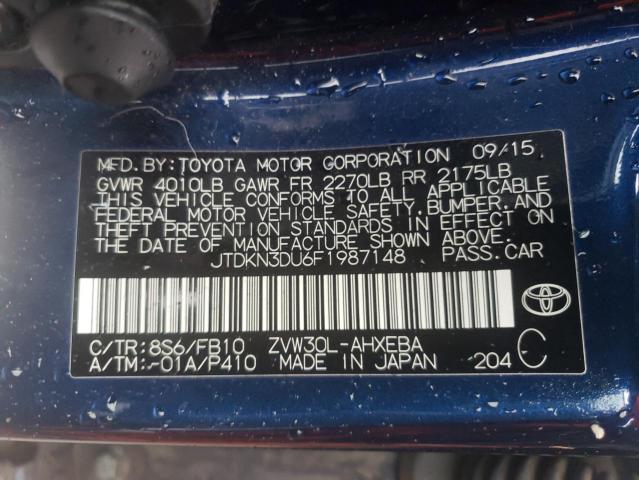 MFD. BY: TOYOTA MOTOR CORPORATION 09/15
GVWR 4010LB GAWR FR 2270LB RR 2175LB
THIS VEHICLE CONFORMS TO ALL APPLICABLE
FEDERAL MOTOR VEHICLE SAFETY, BUMPER, AND
THEFT PREVENTION STANDARDS IN EFFECT ON
THE DATE OF MANUFACTURE SHOWN ABOVE.
JTDKN3DU6F1987148 PASS. CAR
C/TR: 8S6/FB10 ZVW30L-AHXEBA
A/TM: -01A/P410 MADE IN JAPAN 204 C